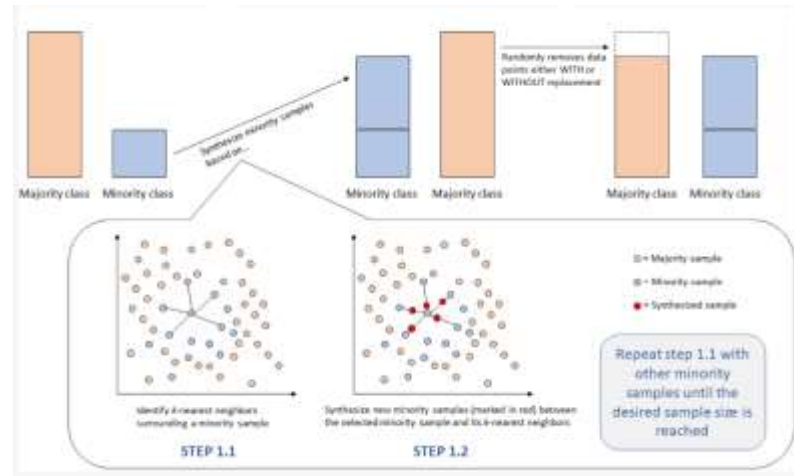 Randomly removes data
points either WITH or
WITHOUT replacement
Synthesize minority samples
based on...
Majority class
Minority class
Minority class
Majority class
Majority class
Minority class
= Majority sample
= Minority sample
= Synthesized sample
Identify k-nearest neighbors
surrounding a minority sample
Synthesize new minority samples (marked in red) between
the selected minority sample and its k-nearest neighbors
STEP 1.1
STEP 1.2
Repeat step 1.1 with
other minority
samples until the
desired sample size is
reached